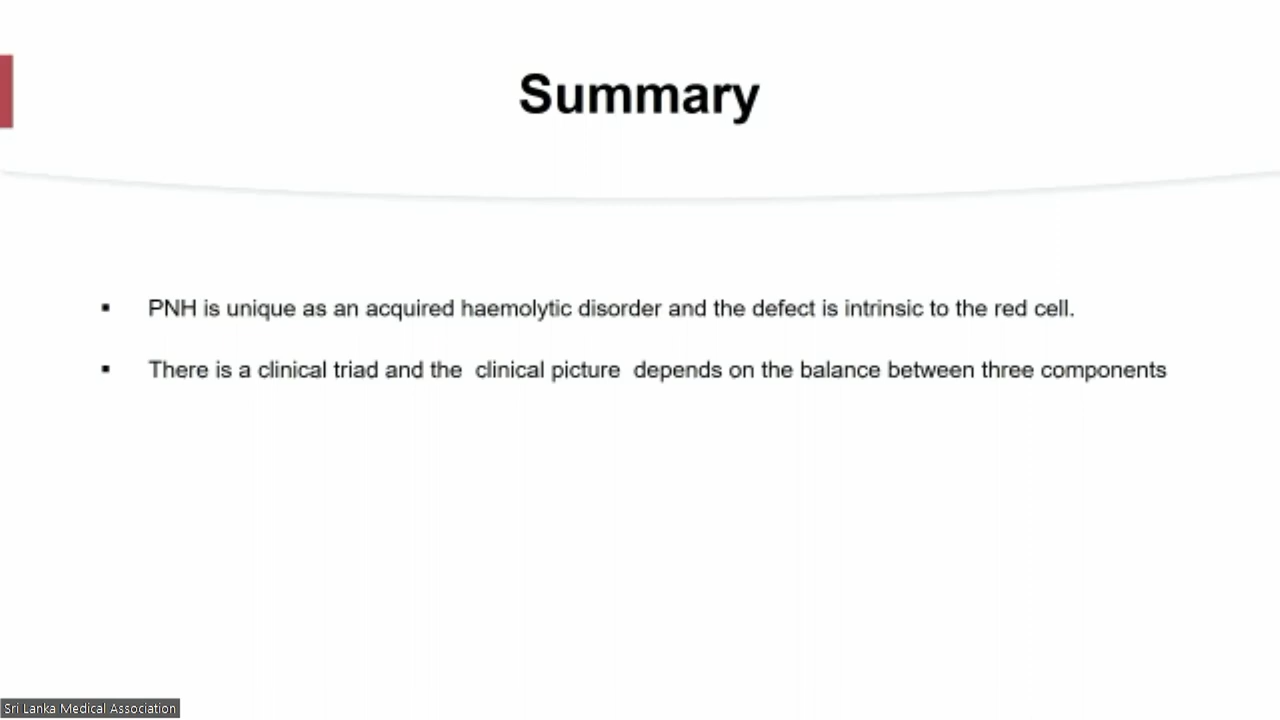 Summary
▪ PNH is unique as an acquired haemolytic disorder and the defect is intrinsic to the red cell.
▪ There is a clinical triad and the  clinical picture  depends on the balance between three components
Sri Lanka Medical Association